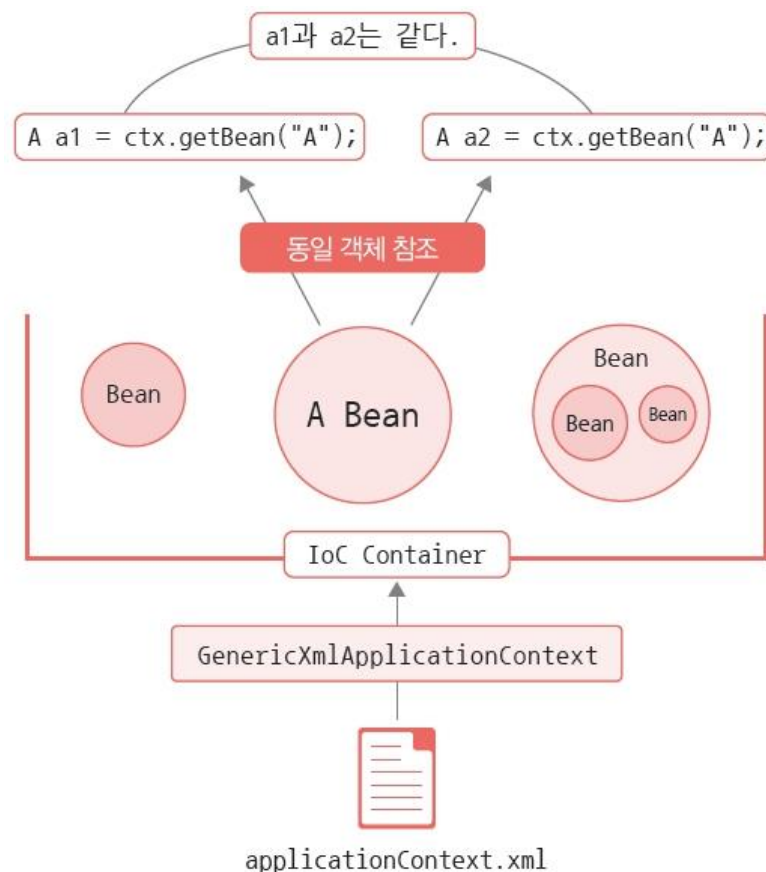 a1과 a2는 같다.
A a1 = ctx.getBean("A");
A a2 = ctx.getBean("A");
동일 객체 참조
Bean
A Bean
Bean
Bean
Bean
IoC Container
GenericXmlApplicationContext
applicationContext.xml